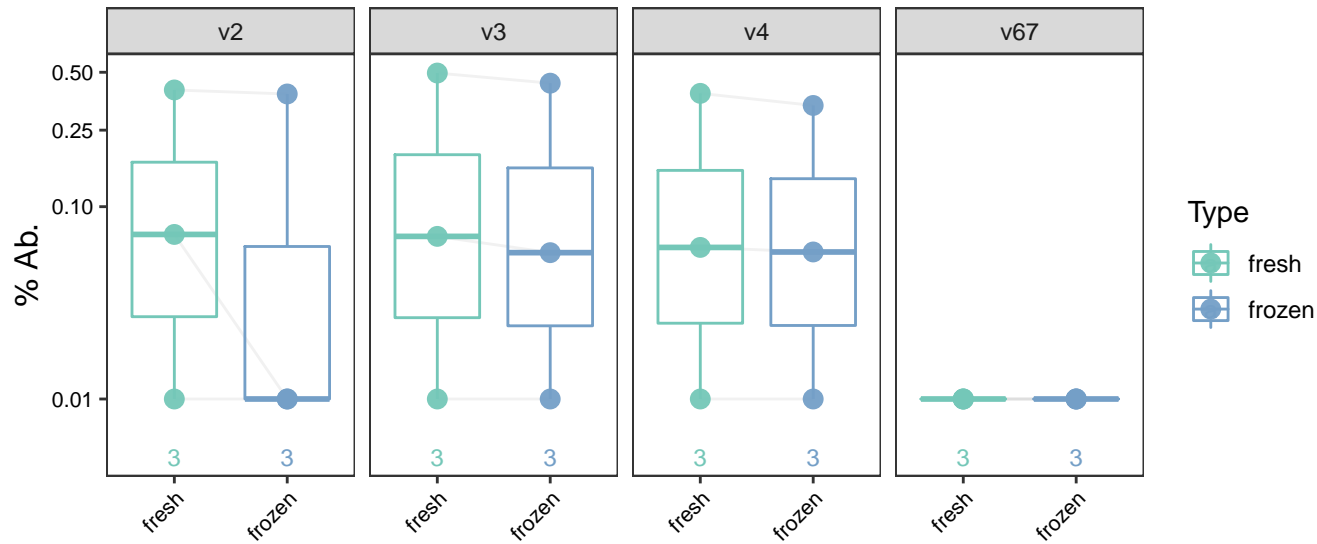 v2
v3
v4
v67
0.50
0.25
0.10
0.01
% Ab.
3
3
3
3
3
3
3
3
fresh
frozen
fresh
frozen
fresh
frozen
fresh
frozen
Type
fresh
frozen